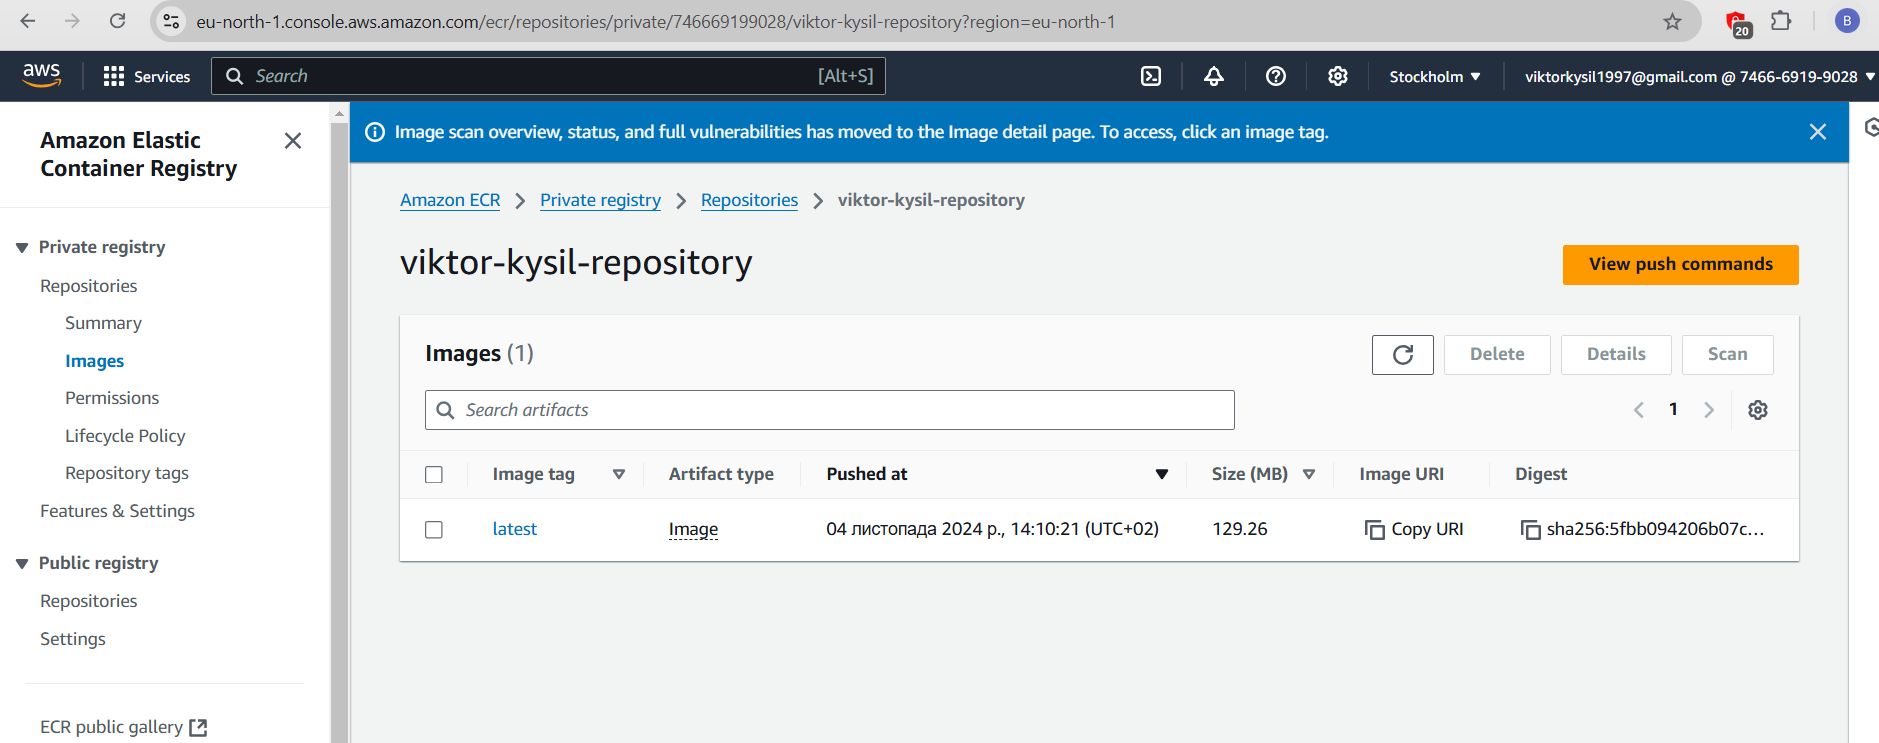 eu-north-1.console.aws.amazon.com/ecr/repositories/private/746669199028/viktor-kysil-repository?region=eu-north-1
20
B
aws
Services
Search
[Alt+S]
Stockholm
viktorkysil1997@gmail.com @ 7466-6919-9028
Amazon Elastic
Container Registry
Private registry
Repositories
Summary
Images
Permissions
Lifecycle Policy
Repository tags
Features & Settings
Public registry
Repositories
Settings
ECR public gallery
Image scan overview, status, and full vulnerabilities has moved to the Image detail page. To access, click an image tag.
Amazon ECR > Private registry > Repositories > viktor-kysil-repository
viktor-kysil-repository
View push commands
Images (1)
Delete
Details
Scan
Search artifacts
1
Image tag Artifact type Pushed at Size (MB) Image URI Digest
latest Image 04 листопада 2024 р., 14:10:21 (UTC+02) 129.26 Copy URI sha256:5fbb094206b07c...